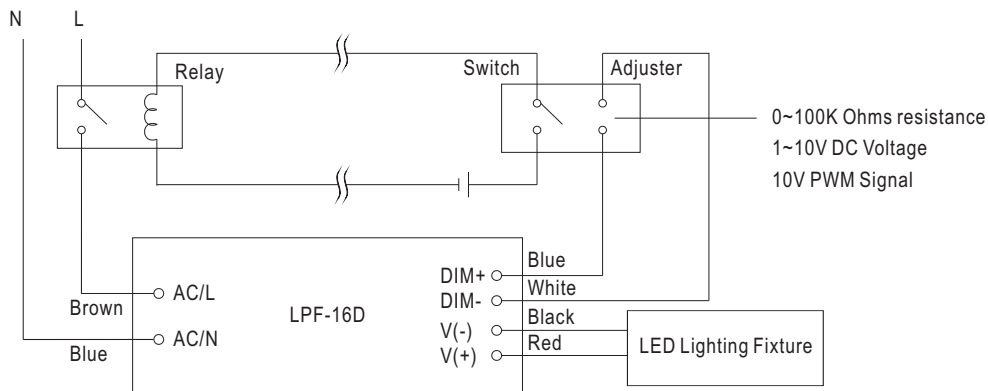 N L
Relay
Switch
Adjuster
0~100K Ohms resistance
1~10V DC Voltage
10V PWM Signal
Brown
Blue
AC/L
AC/N
LPF-16D
DIM+
DIM-
V(-)
V(+)
Blue
White
Black
Red
LED Lighting Fixture